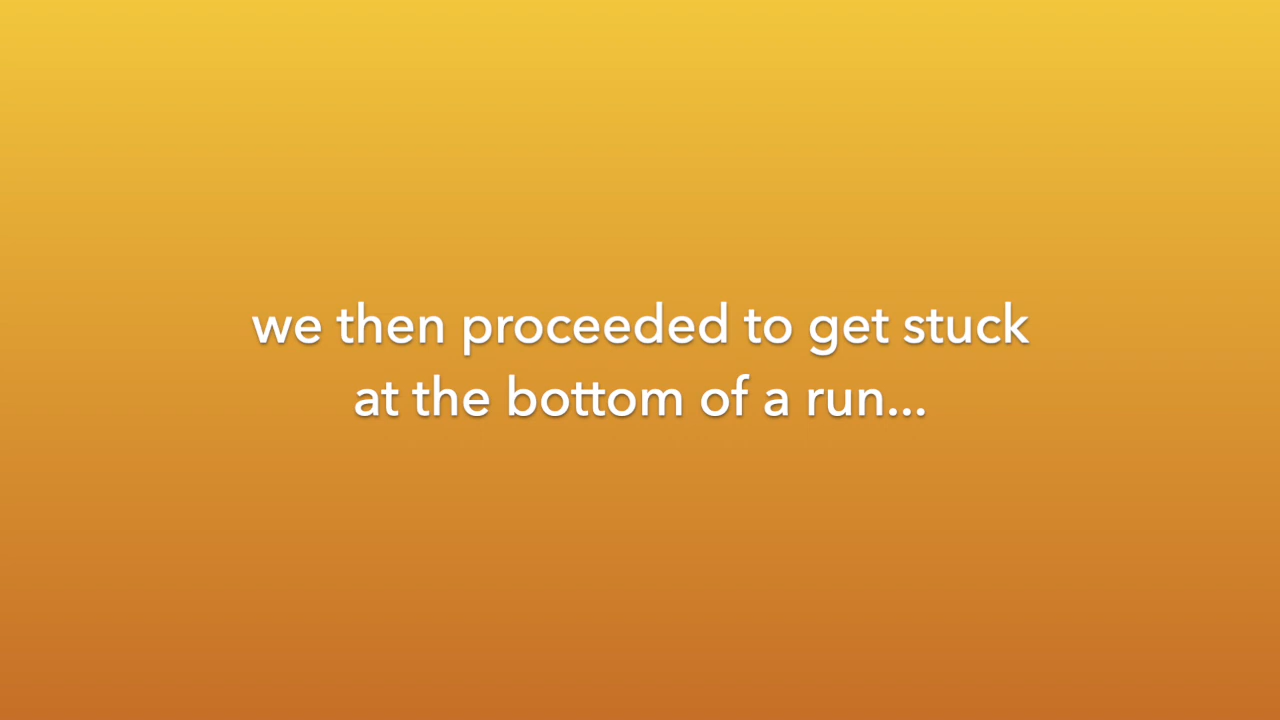 we then proceeded to get stuck
at the bottom of a run...